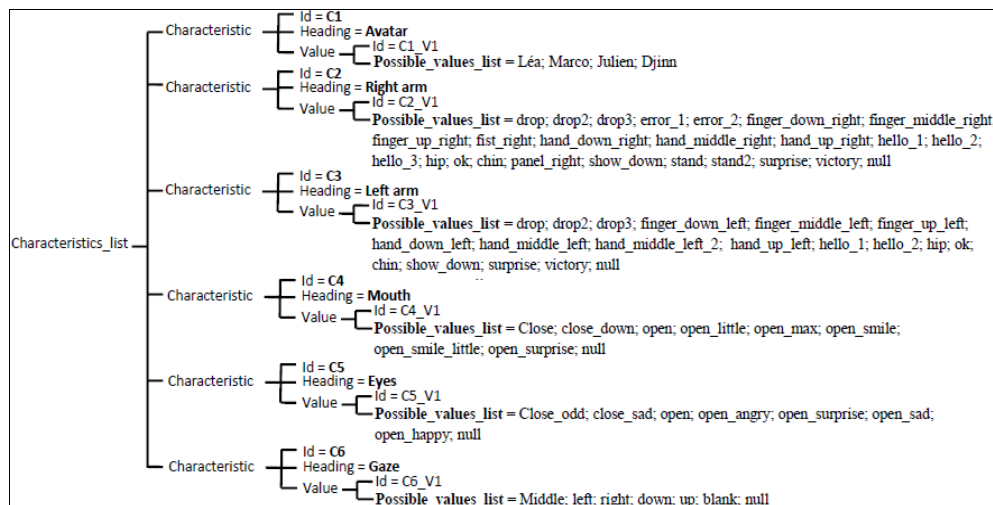 Id = C1
Characteristic Heading = Avatar
Value Id = C1_V1
Possible_values_list = Léa; Marco; Julien; Djinn
Id = C2
Characteristic Heading = Right arm
Value Id = C2_V1
Possible_values_list = drop; drop2; drop3; error_1; error_2; finger_down_right; finger_middle_right
finger_up_right; fist_right; hand_down_right; hand_middle_right; hand_up_right; hello_1; hello_2;
hello_3; hip; ok; chin; panel_right; show_down; stand; stand2; surprise; victory; null
Id = C3
Characteristic Heading = Left arm
Value Id = C3_V1
Possible_values_list = drop; drop2; drop3; finger_down_left; finger_middle_left; finger_up_left;
Characteristics_list
hand_down_left; hand_middle_left; hand_middle_left_2; hand_up_left; hello_1; hello_2; hip; ok;
chin; show_down; surprise; victory; null
Id = C4
Characteristic Heading = Mouth
Value Id = C4_V1
Possible_values_list = Close; close_down; open; open_little; open_max; open_smile;
open_smile_little; open_surprise; null
Id = C5
Characteristic Heading = Eyes
Value Id = C5_V1
Possible_values_list = Close_odd; close_sad; open; open_angry; open_surprise; open_sad;
open_happy; null
Id = C6
Characteristic Heading = Gaze
Value Id = C6_V1
Possible_values_list = Middle; left; right; down; up; blank; null